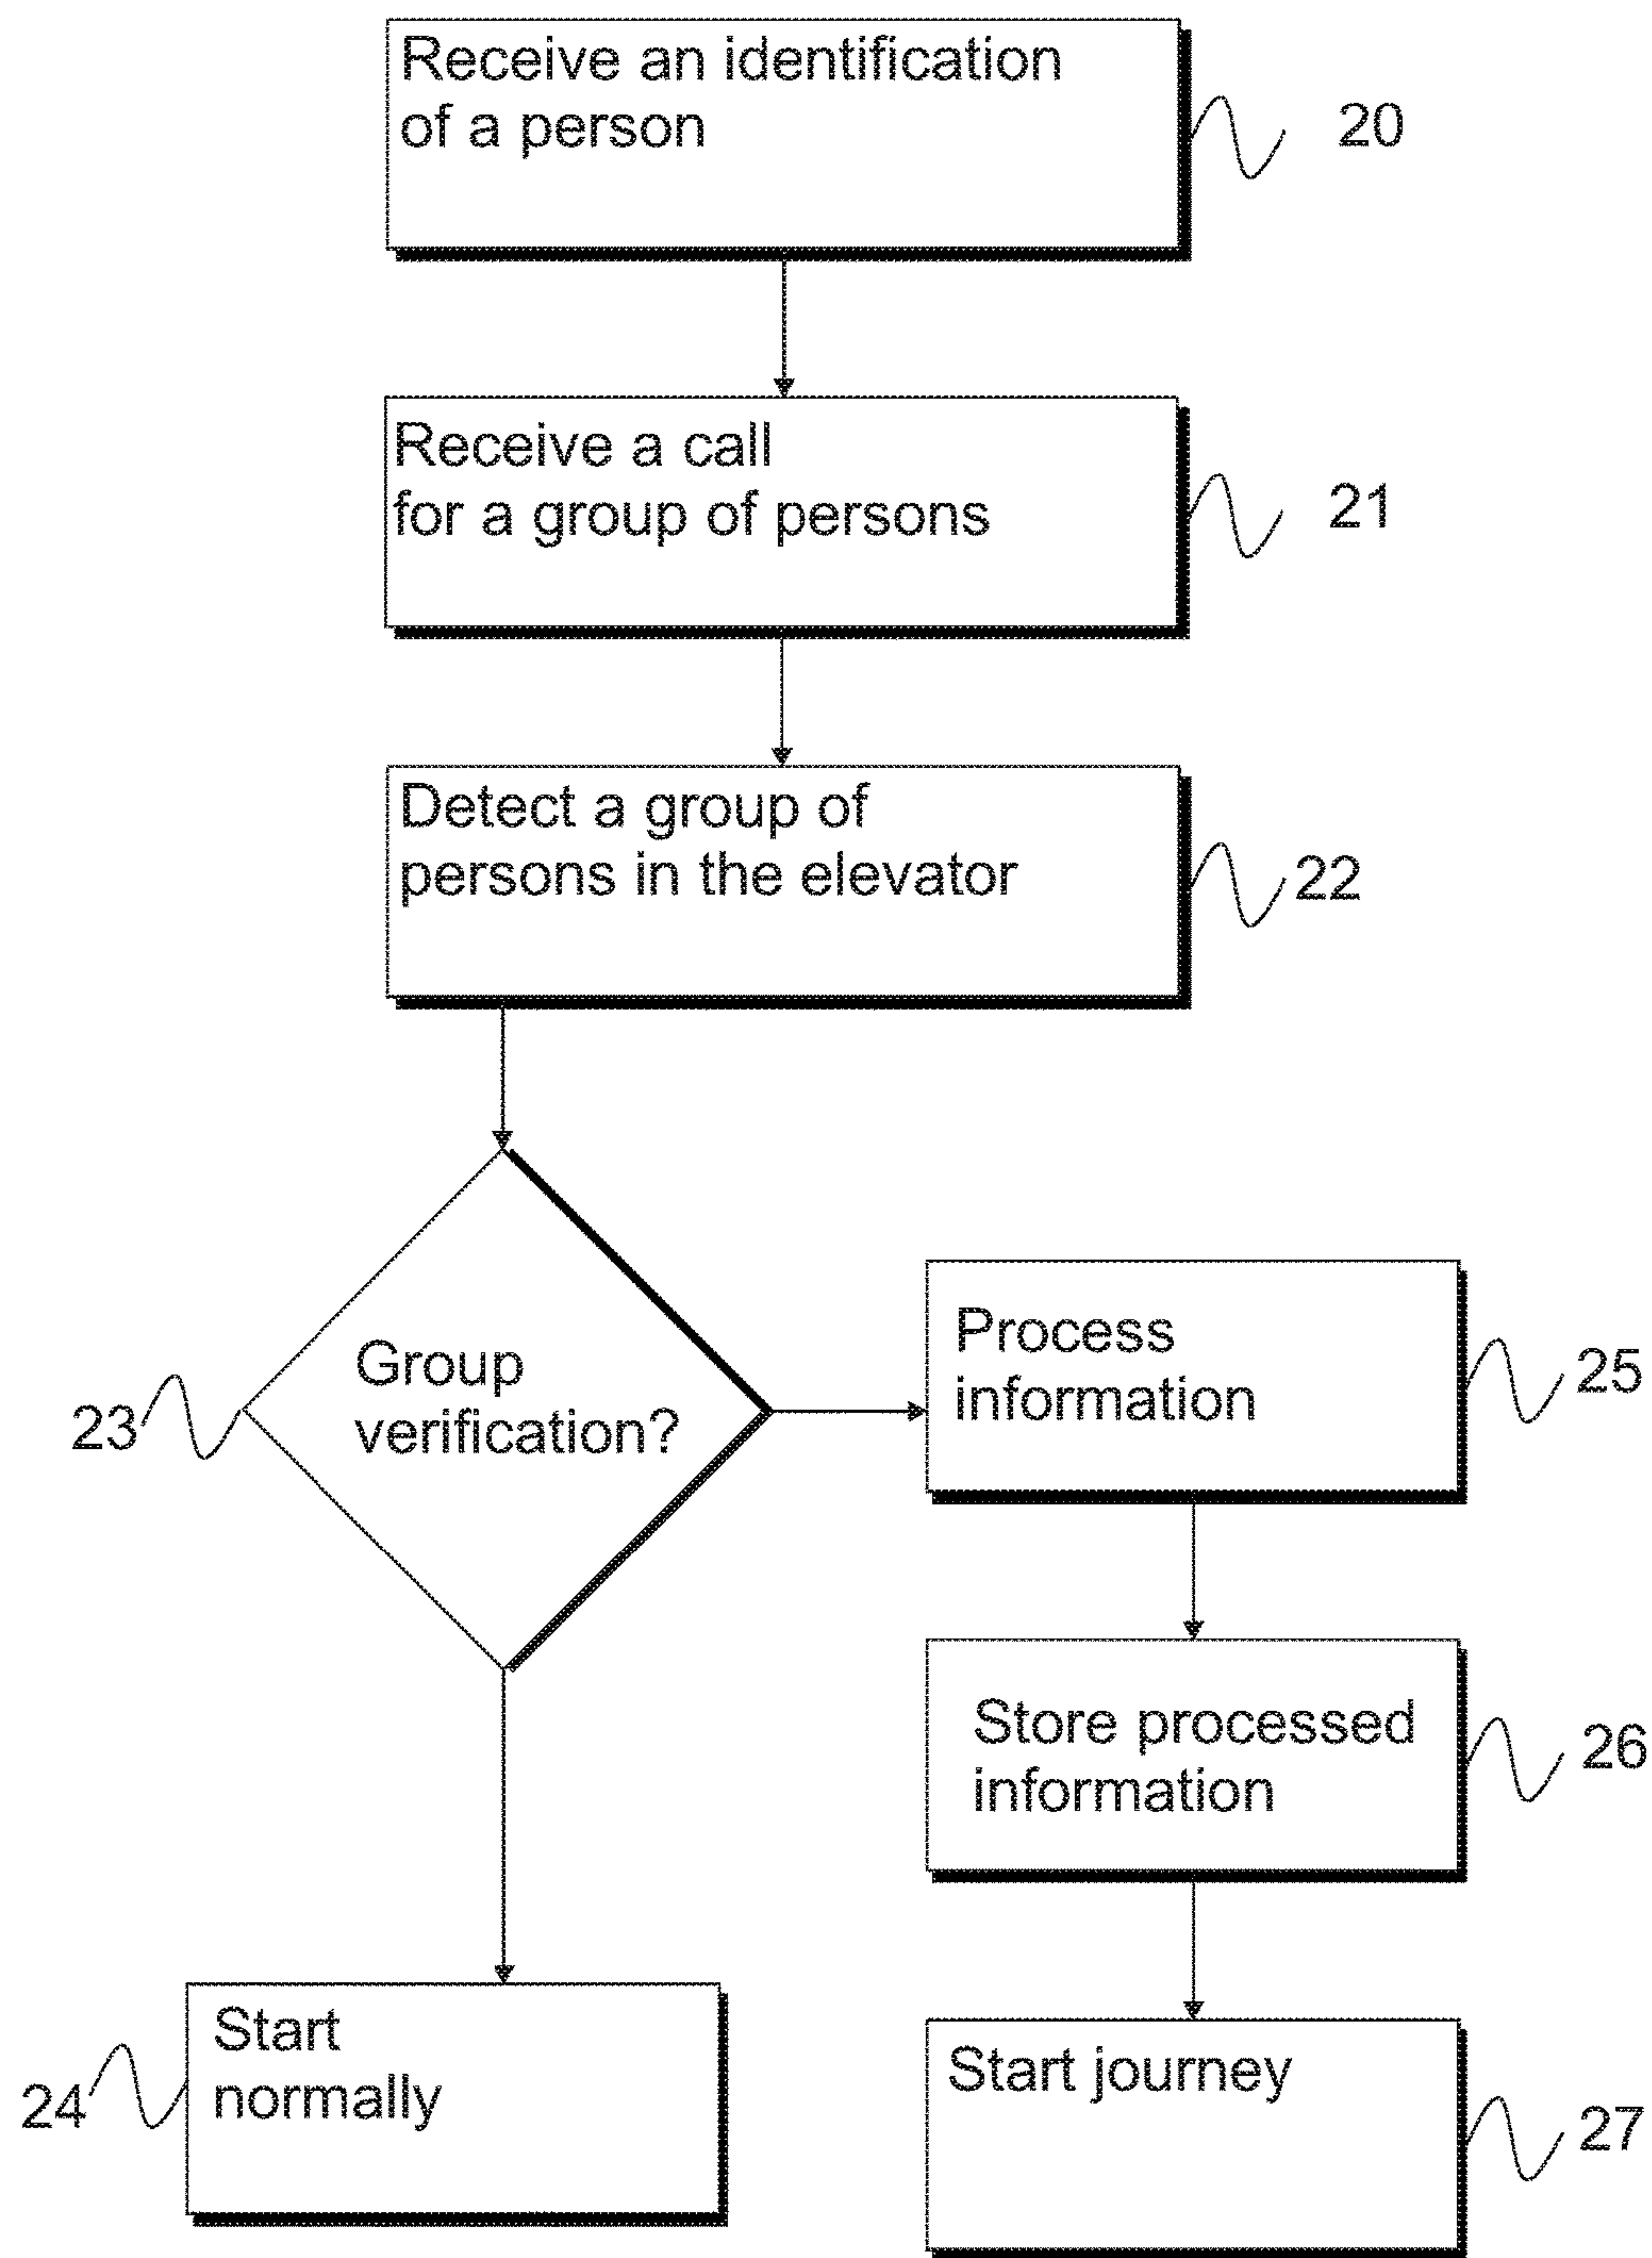 Receive an identification
of a person
20
Receive a call
for a group of persons
21
Detect a group of
persons in the elevator
22
Group
verification?
23
Process
information
25
Store processed
information
26
Start
normally
24
Start journey
27